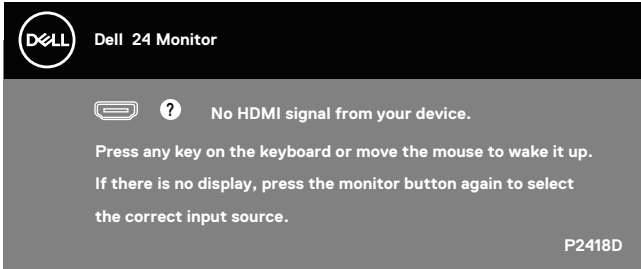 DELL
Dell 24 Monitor
? No HDMI signal from your device.
Press any key on the keyboard or move the mouse to wake it up.
If there is no display, press the monitor button again to select
the correct input source.
P2418D